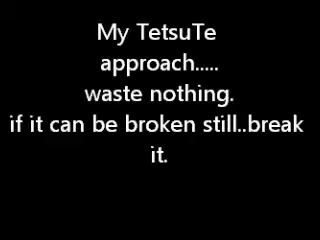 My TetsuTe
approach.....
waste nothing.
if it can be broken still..break
it.